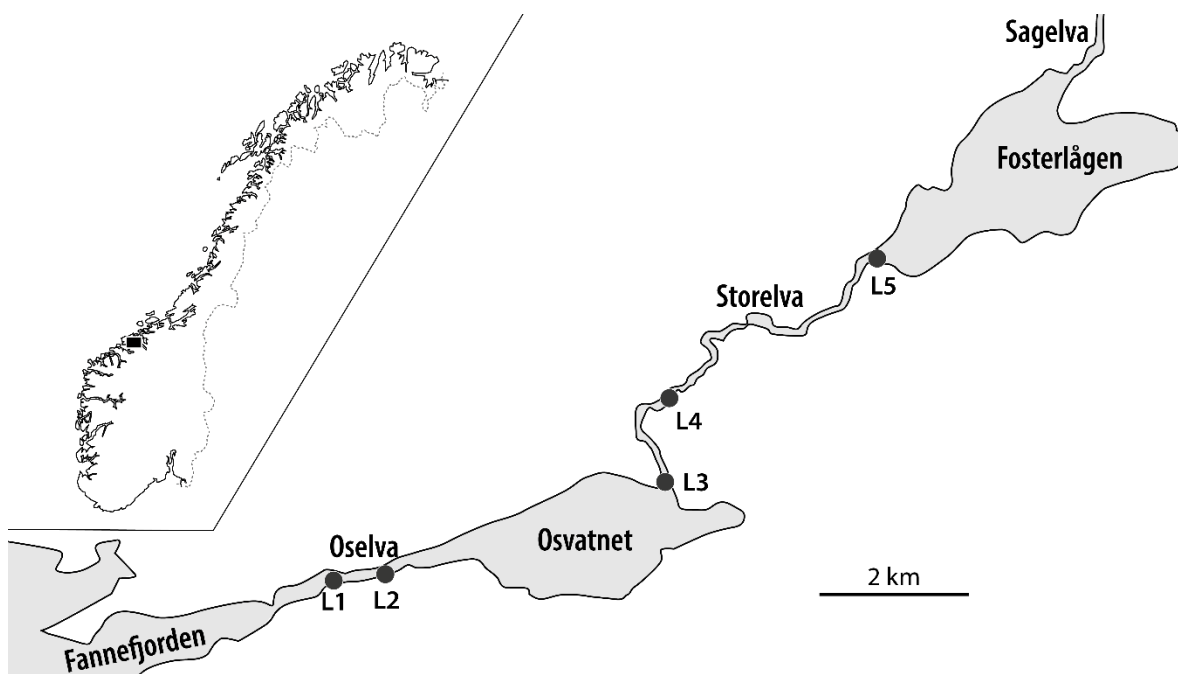 Sagelva
Fosterlågen
L5
Storelva
L4
L3
Osvatnet
Oselva
L1
L2
2 km
Fannefjorden